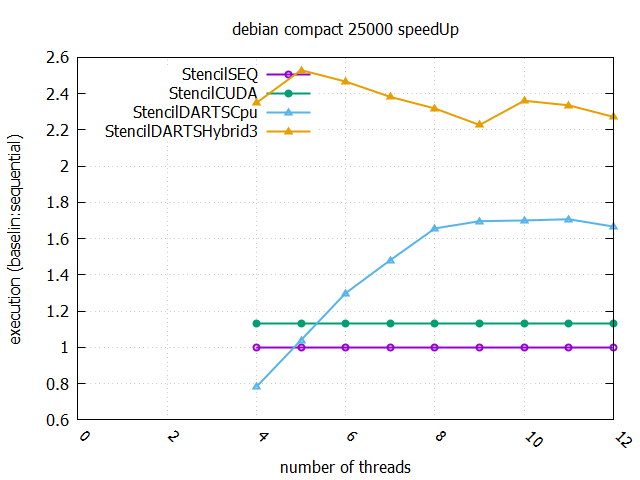 debian compact 25000 speedUp
execution (baselin:sequential)
2.6
2.4
2.2
2
1.8
1.6
1.4
1.2
1
0.8
0.6
StencilSEQ
StencilCUDA
StencilDARTSCpu
StencilDARTSHybrid3
0
2
4
6
8
10
12
number of threads